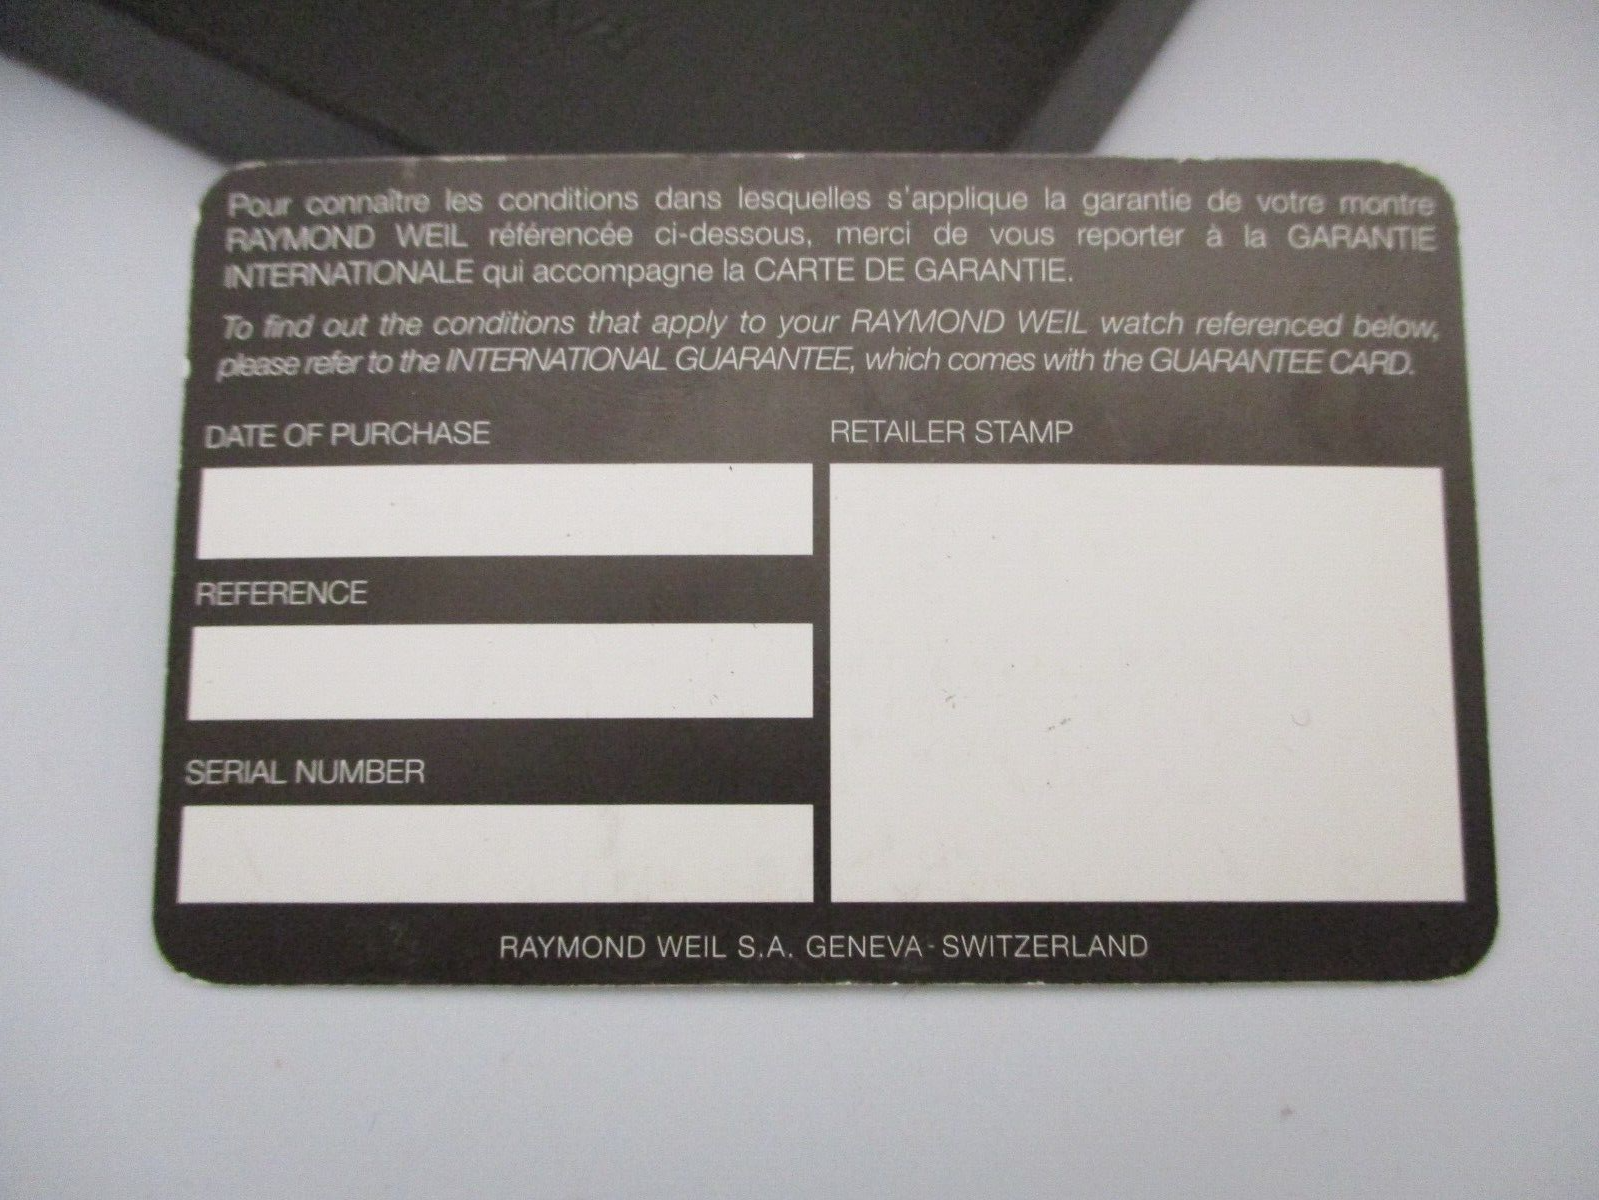 Pour connaître les conditions dans lesquelles s'applique la garantie de votre montre
RAYMOND WEIL référencée ci-dessous, merci de vous reporter à la GARANTIE
INTERNATIONALE qui accompagne la CARTE DE GARANTIE.
To find out the conditions that apply to your RAYMOND WEIL watch referenced below,
please refer to the INTERNATIONAL GUARANTEE, which comes with the GUARANTEE CARD.
DATE OF PURCHASE
RETAILER STAMP
REFERENCE
SERIAL NUMBER
RAYMOND WEIL S.A. GENEVA - SWITZERLAND